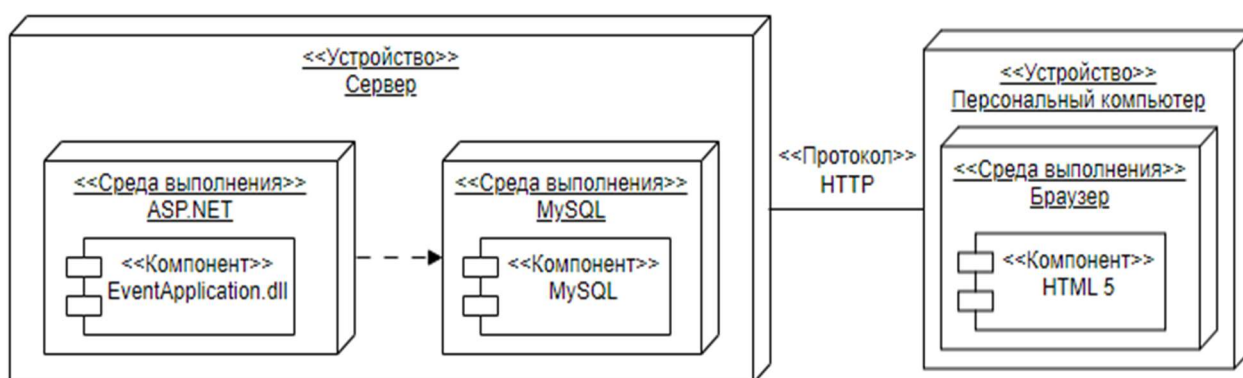 <<Устройство>>
Сервер
<<Среда выполнения>>
ASP.NET
<<Компонент>>
EventApplication.dll
<<Среда выполнения>>
MySQL
<<Компонент>>
MySQL
<<Протокол>>
HTTP
<<Устройство>>
Персональный компьютер
<<Среда выполнения>>
Браузер
<<Компонент>>
HTML 5